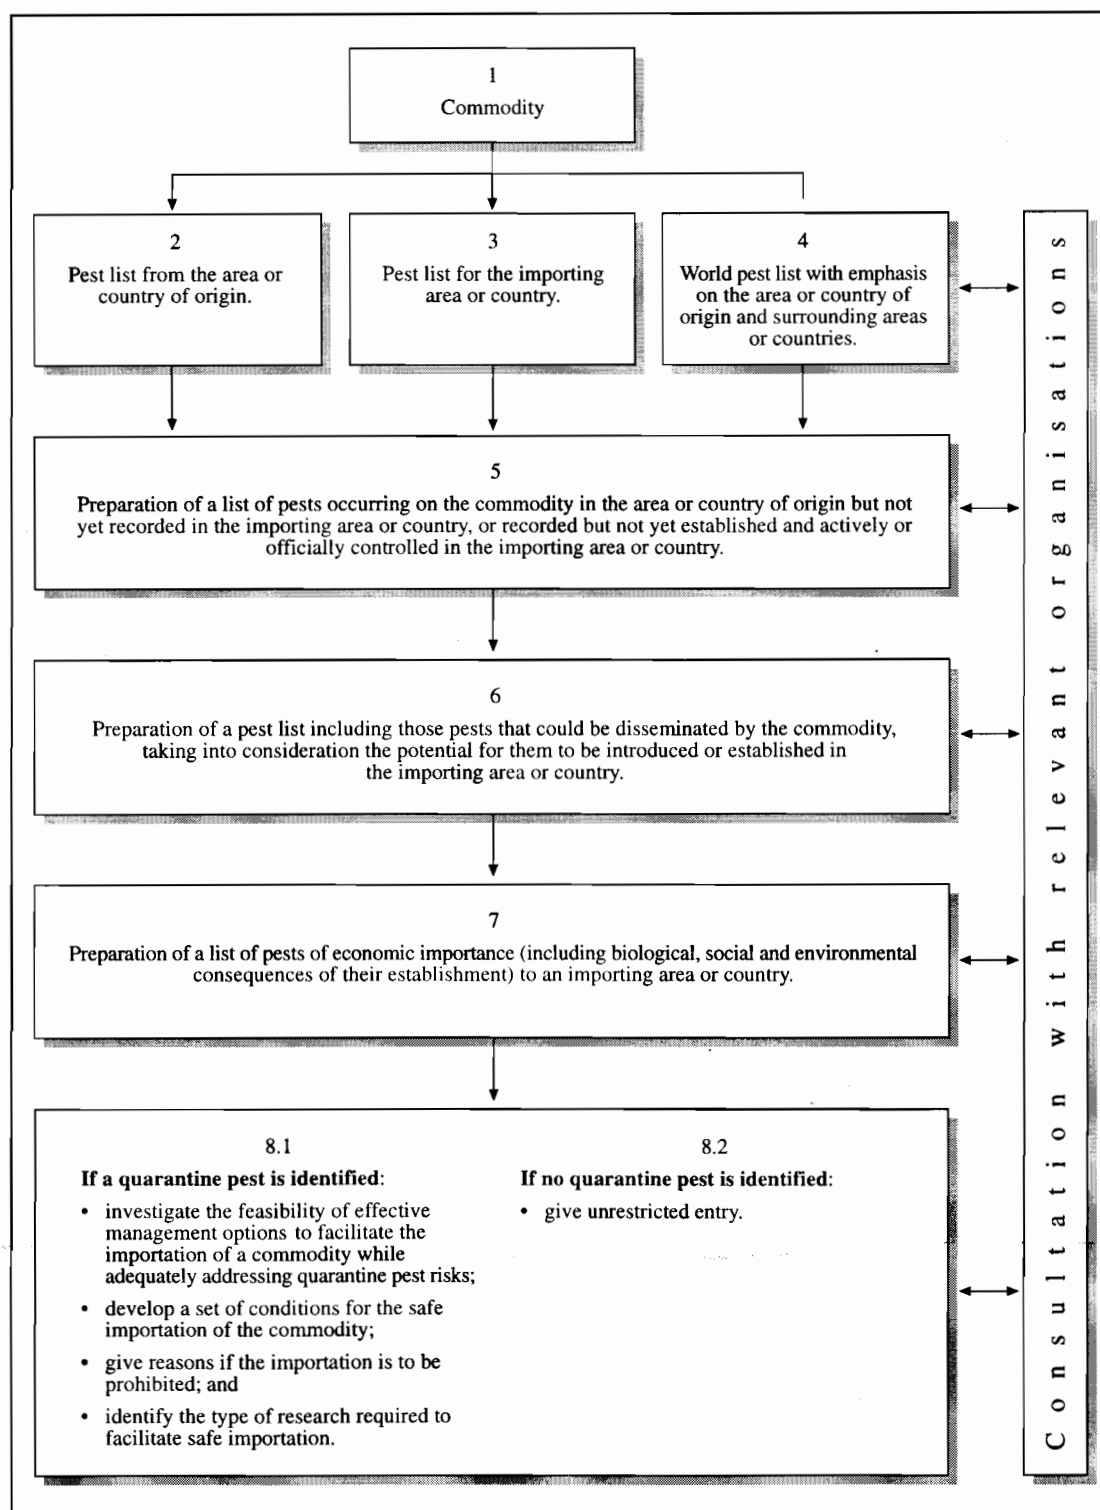 1
Commodity
2
Pest list from the area or
country of origin.
3
Pest list for the importing
area or country.
4
World pest list with emphasis
on the area or country of
origin and surrounding areas
or countries.
5
Preparation of a list of pests occurring on the commodity in the area or country of origin but not
yet recorded in the importing area or country, or recorded but not yet established and actively or
officially controlled in the importing area or country.
6
Preparation of a pest list including those pests that could be disseminated by the commodity,
taking into consideration the potential for them to be introduced or established in
the importing area or country.
7
Preparation of a list of pests of economic importance (including biological, social and environmental
consequences of their establishment) to an importing area or country.
8.1
If a quarantine pest is identified:
• investigate the feasibility of effective
management options to facilitate the
importation of a commodity while
adequately addressing quarantine pest risks;
• develop a set of conditions for the safe
importation of the commodity;
• give reasons if the importation is to be
prohibited; and
• identify the type of research required to
facilitate safe importation.
8.2
If no quarantine pest is identified:
• give unrestricted entry.
Consultation with relevant organisations